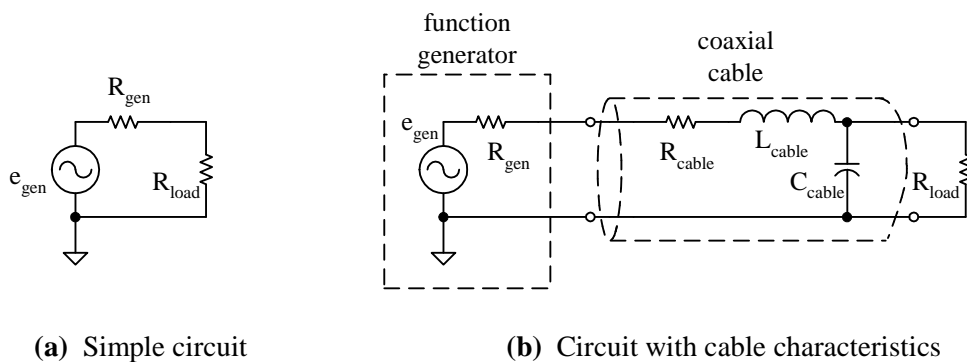 function
generator
coaxial
cable
R_gen
e_gen
R_load
e_gen
R_gen
R_cable
L_cable
C_cable
R_load
(a) Simple circuit
(b) Circuit with cable characteristics